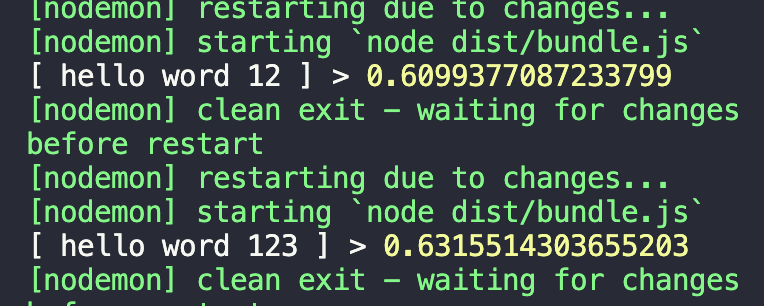 [nodemon] restarting due to changes...
[nodemon] starting `node dist/bundle.js`
[ hello word 12 ] > 0.6099377087233799
[nodemon] clean exit - waiting for changes
before restart
[nodemon] restarting due to changes...
[nodemon] starting `node dist/bundle.js`
[ hello word 123 ] > 0.6315514303655203
[nodemon] clean exit - waiting for changes
before restart